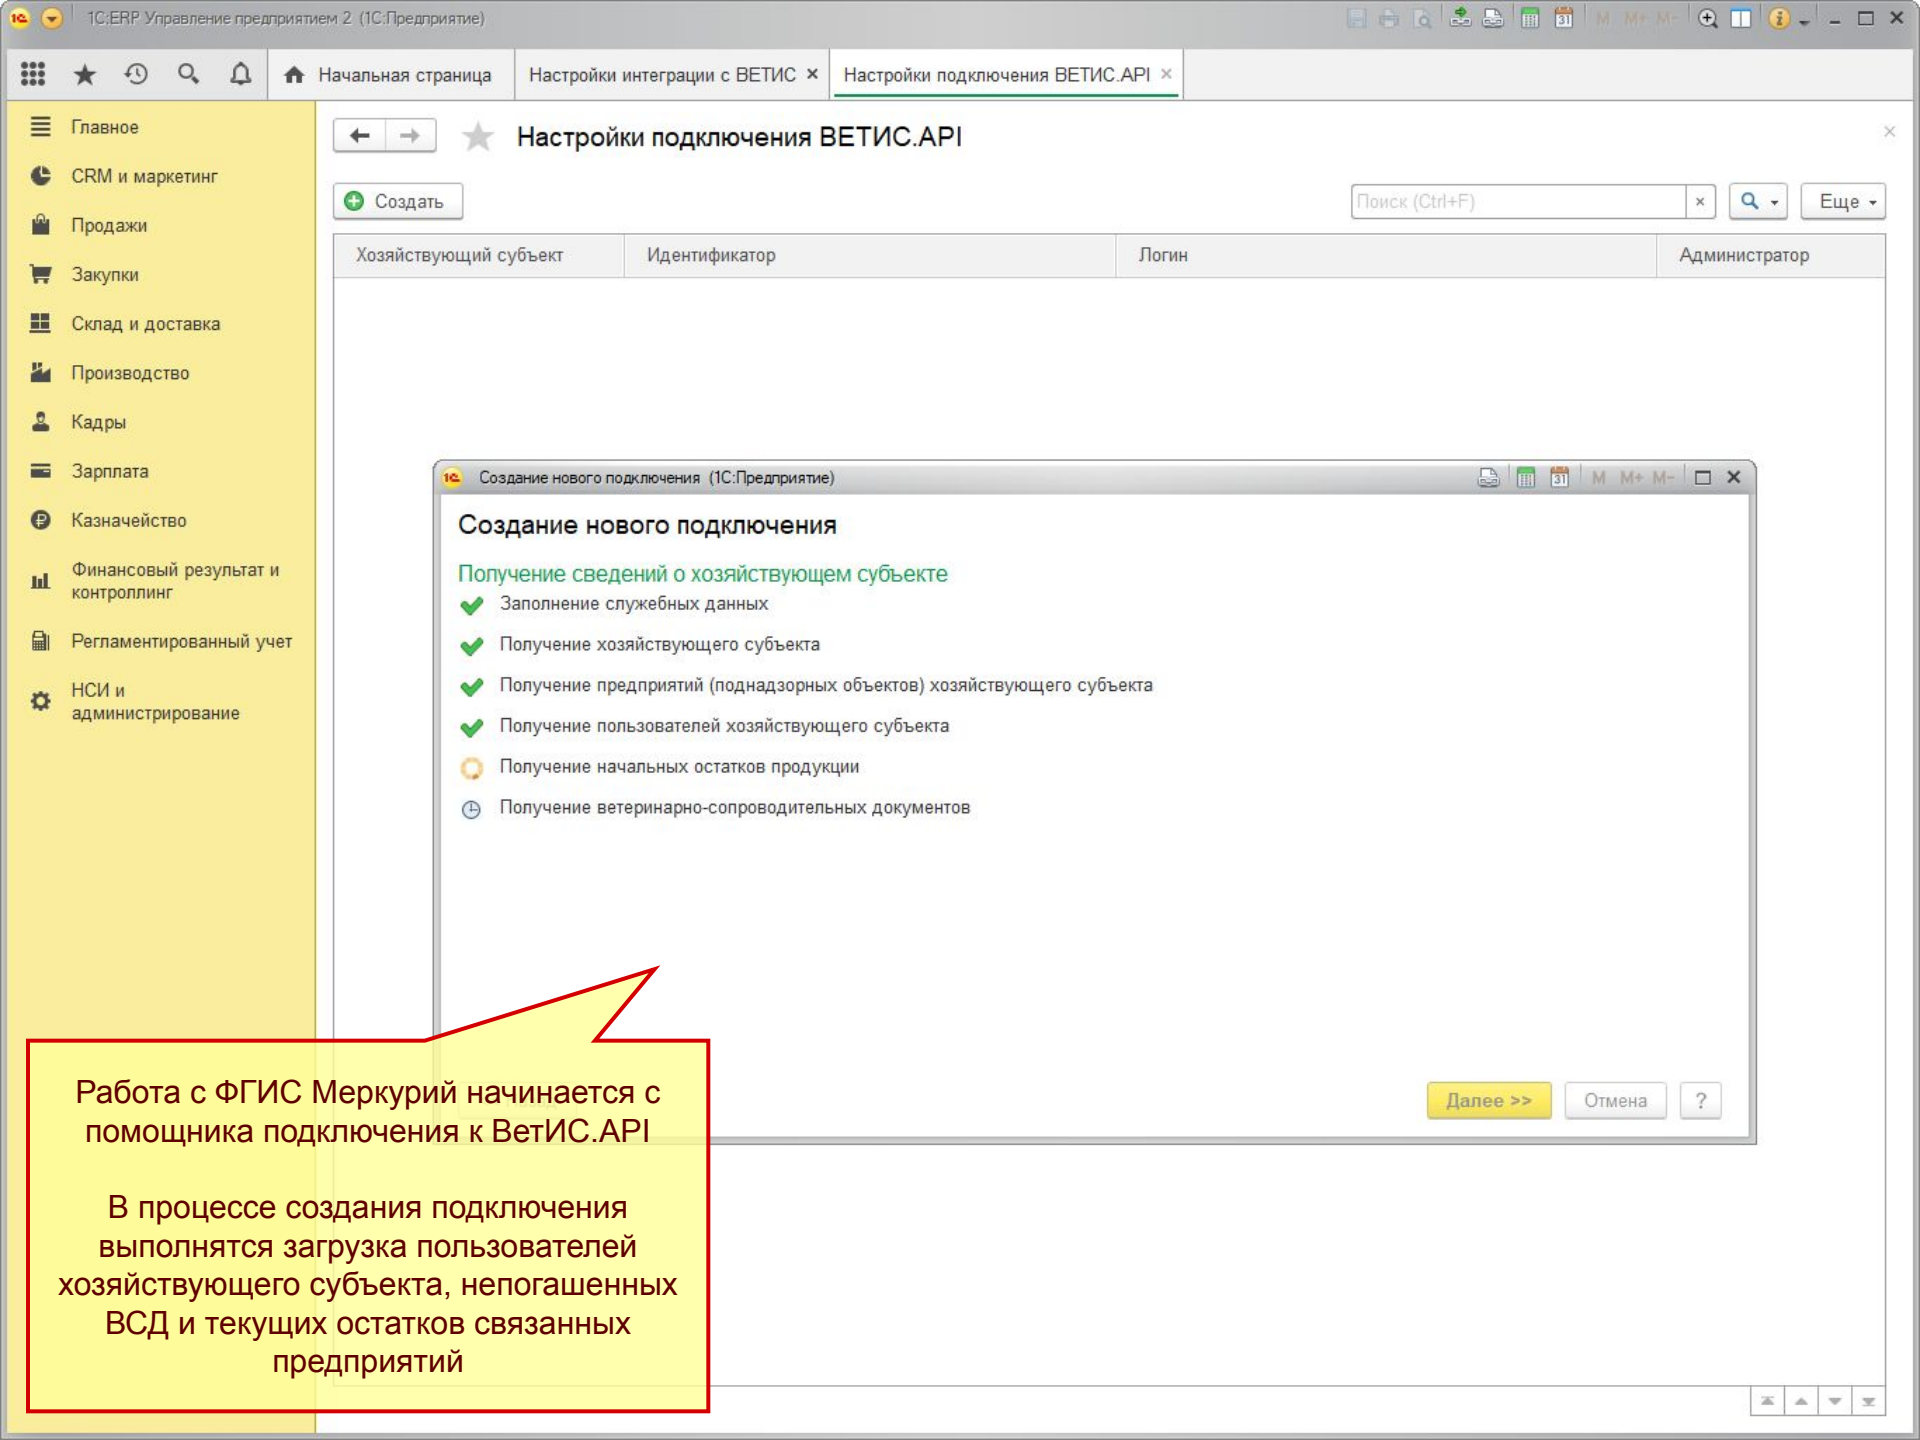 1С:ERP Управление предприятием 2 (1С:Предприятие)
31
M M+ M-
Начальная страница
Настройки интеграции с ВЕТИС ×
Настройки подключения ВЕТИС.API ×
Главное
CRM и маркетинг
Продажи
Закупки
Склад и доставка
Производство
Кадры
Зарплата
Казначейство
Финансовый результат и
контроллинг
Регламентированный учет
НСИ и
администрирование
Настройки подключения ВЕТИС.API
Создать
Поиск (Ctrl+F)
×
Еще
Хозяйствующий субъект
Идентификатор
Логин
Администратор
Создание нового подключения (1С:Предприятие)
31
M M+ M-
Создание нового подключения
Получение сведений о хозяйствующем субъекте
Заполнение служебных данных
Получение хозяйствующего субъекта
Получение предприятий (поднадзорных объектов) хозяйствующего субъекта
Получение пользователей хозяйствующего субъекта
Получение начальных остатков продукции
Получение ветеринарно-сопроводительных документов
Далее >>
Отмена
?
Работа с ФГИС Меркурий начинается с
помощника подключения к ВетИС.API
В процессе создания подключения
выполнятся загрузка пользователей
хозяйствующего субъекта, непогашенных
ВСД и текущих остатков связанных
предприятий